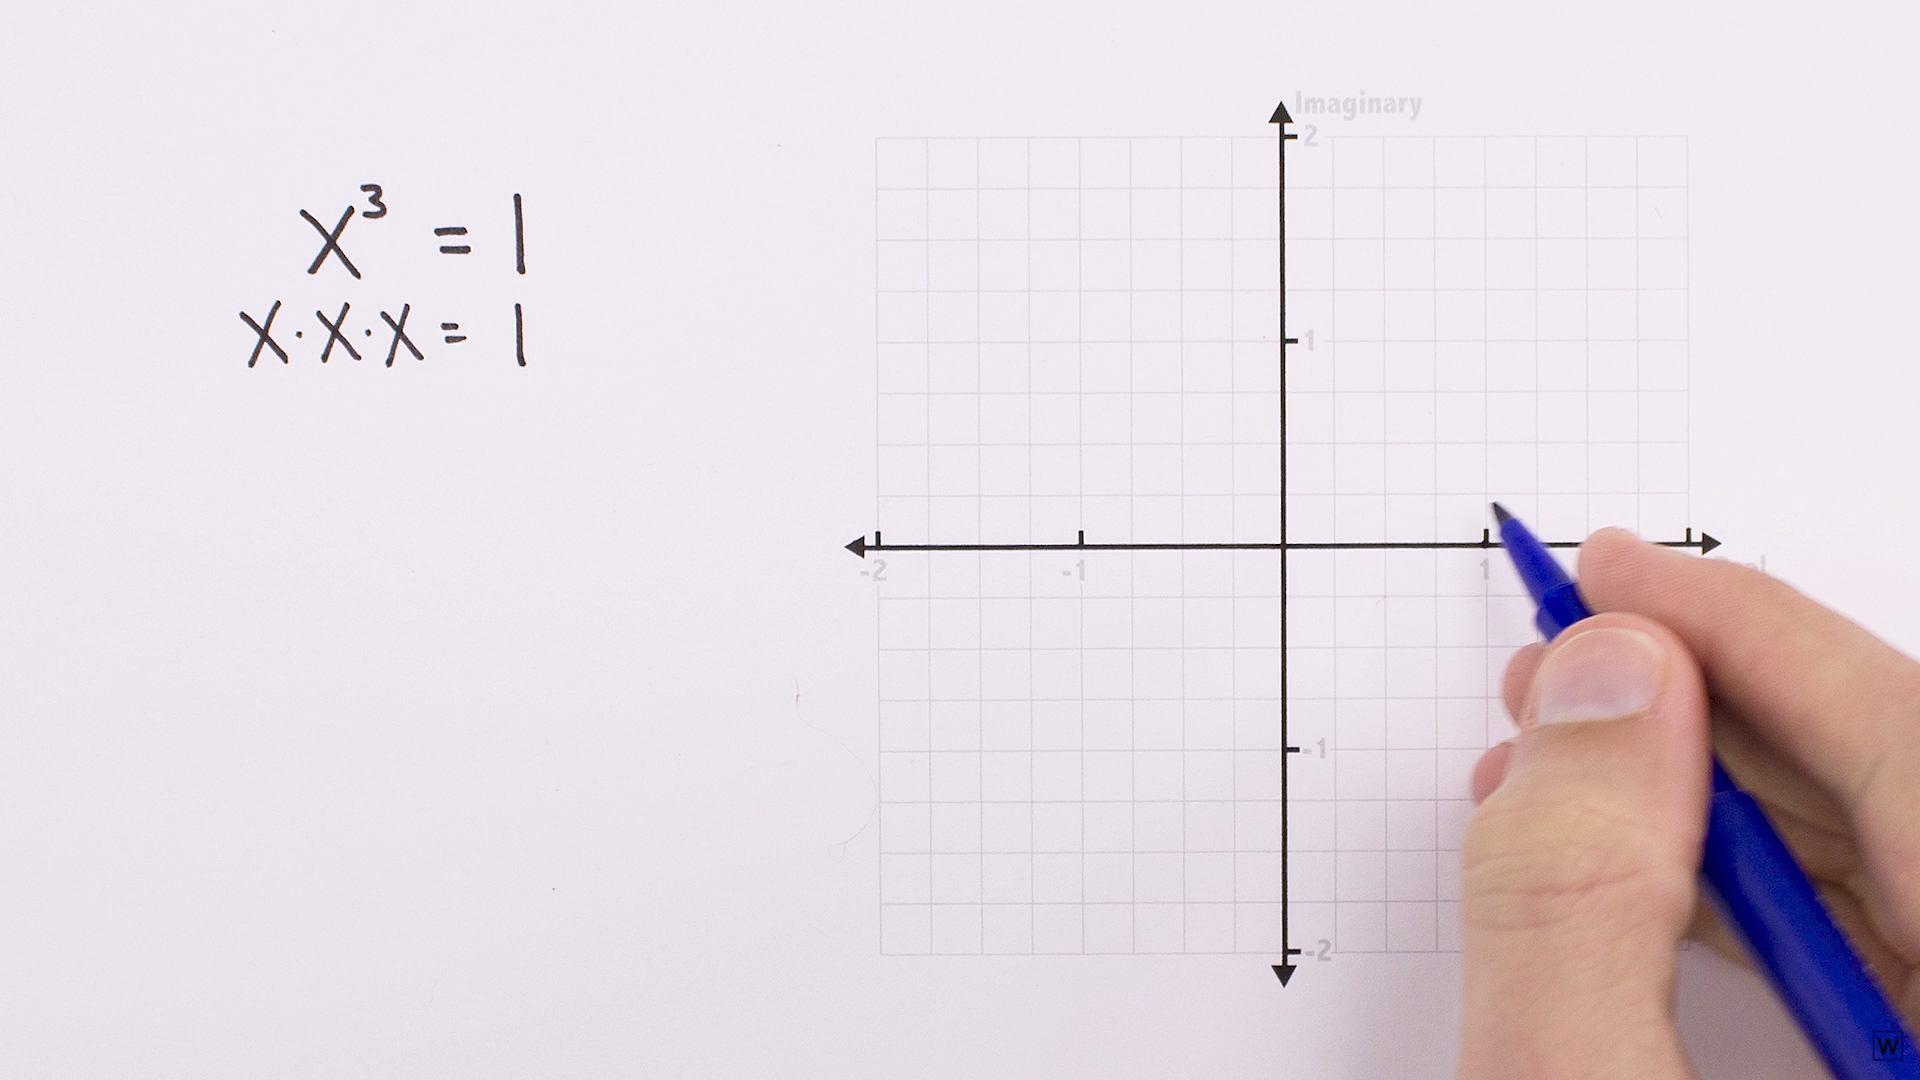 x³ = 1
x·x·x = 1
Imaginary
2
1
-2
-1
1
-1
-2
W